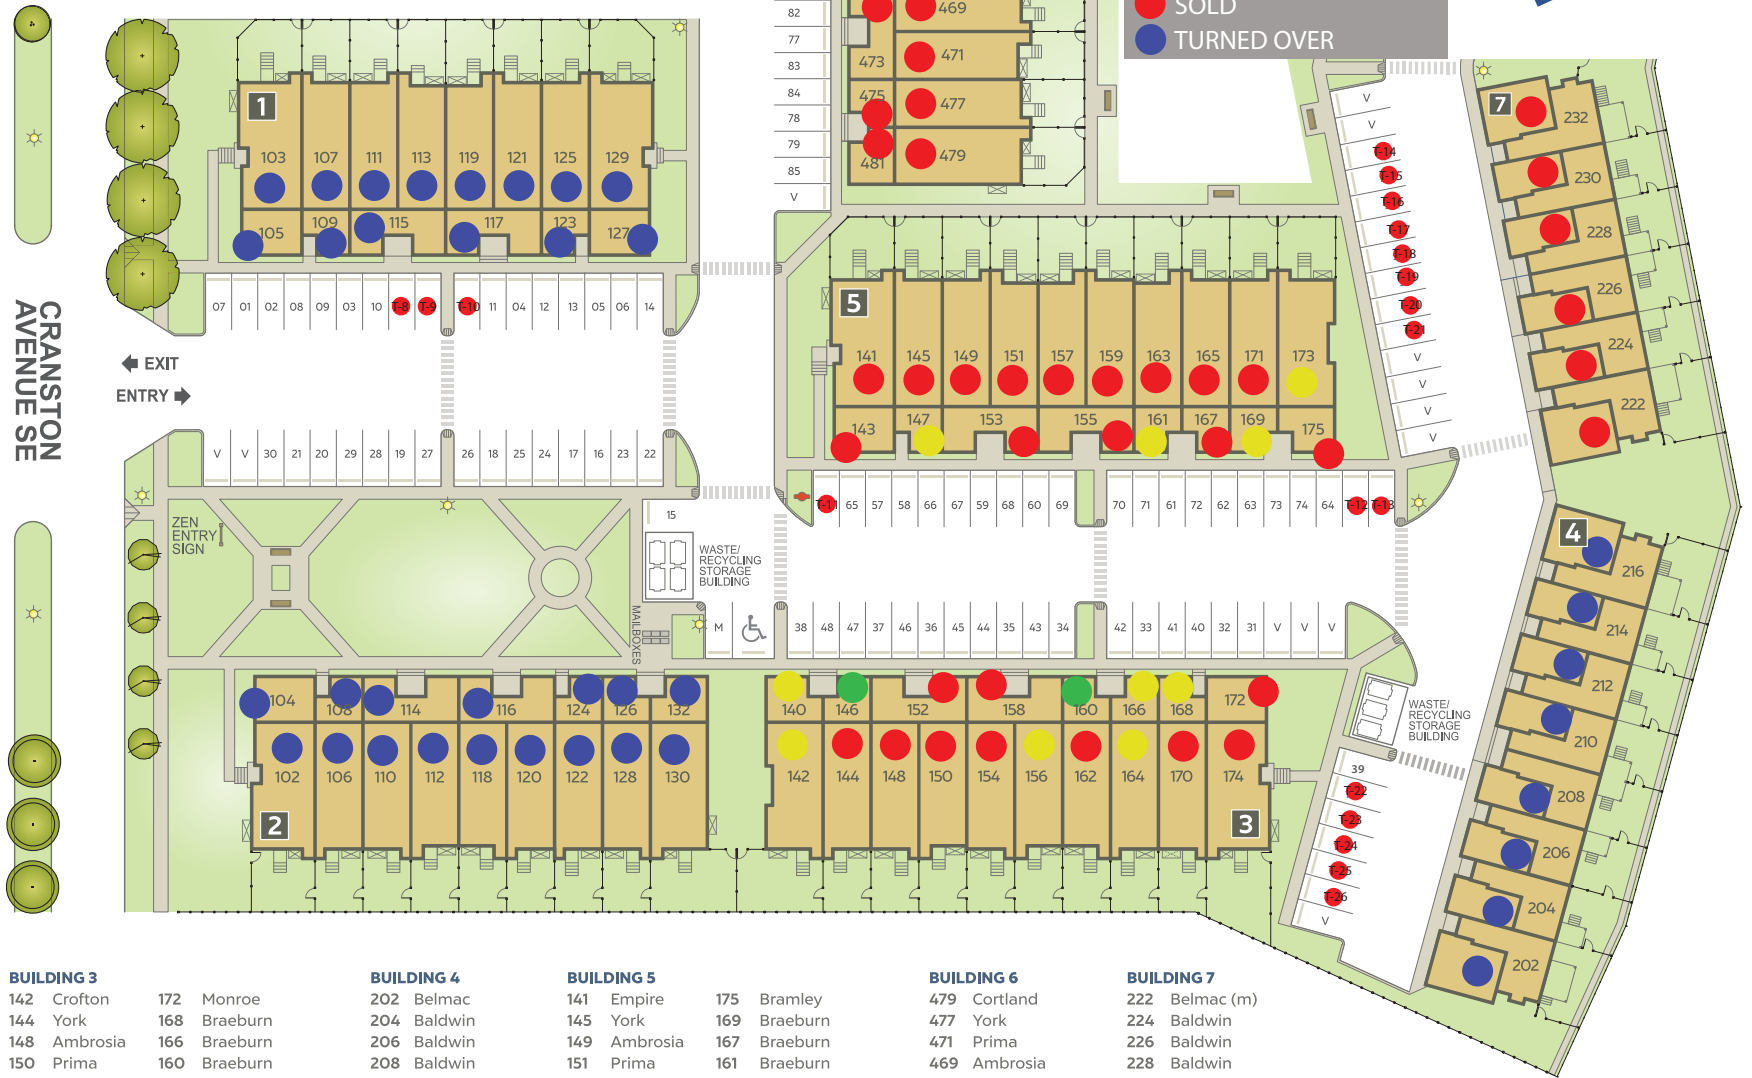 SOLD
TURNED OVER
82
77
83
84
78
79
85
V
469
471
473
475
477
479
481
1
103 107 111 113 119 121 125 129
105 109 115 117 123 127
07 01 02 08 09 03 10 T-8 T-9 T-10 11 04 12 13 05 06 14
CRANSTON
AVENUE SE
EXIT
ENTRY
V V 30 21 20 29 28 19 27 26 18 25 24 17 16 23 22
ZEN
ENTRY
SIGN
15
WASTE/
RECYCLING
STORAGE
BUILDING
MAILBOXES
M
5
141 145 149 151 157 159 163 165 171 173
143 147 153 155 161 167 169 175
T-11 65 57 58 66 67 59 68 60 69 70 71 61 72 62 63 73 74 64 T-12 T-13
38 48 47 37 46 36 45 44 35 43 34 42 33 41 40 32 31 V V V
V
V
T-14
T-15
T-16
T-17
T-18
T-19
T-20
T-21
V
V
V
V
7
232
230
228
226
224
222
4
216
214
212
210
208
206
204
202
WASTE/
RECYCLING
STORAGE
BUILDING
39
T-22
T-23
T-24
T-25
T-26
V
104 108 114 116 124 126 132
102 106 110 112 118 120 122 128 130
2
140 146 152 158 160 166 168 172
142 144 148 150 154 156 162 164 170 174
3
BUILDING 3
142 Crofton 172 Monroe
144 York 168 Braeburn
148 Ambrosia 166 Braeburn
150 Prima 160 Braeburn
BUILDING 4
202 Belmac
204 Baldwin
206 Baldwin
208 Baldwin
BUILDING 5
141 Empire 175 Bramley
145 York 169 Braeburn
149 Ambrosia 167 Braeburn
151 Prima 161 Braeburn
BUILDING 6
479 Cortland
477 York
471 Prima
469 Ambrosia
BUILDING 7
222 Belmac (m)
224 Baldwin
226 Baldwin
228 Baldwin